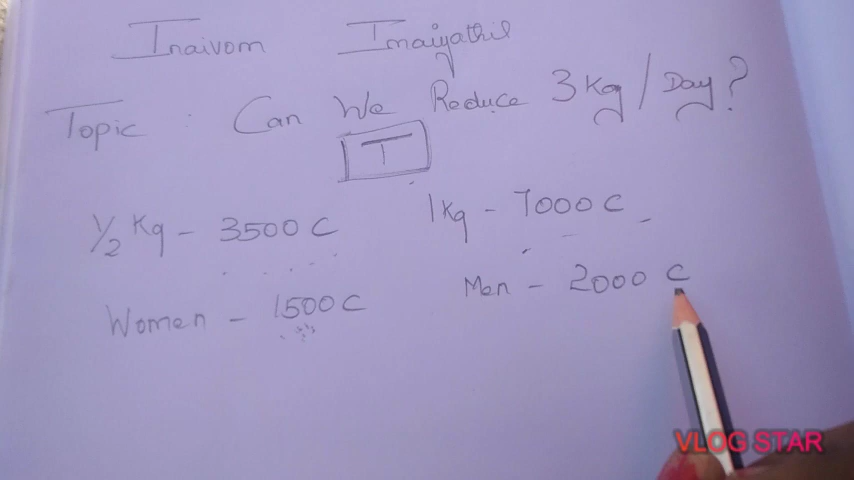 Inaivom Imaiyathil
Topic : Can We Reduce 3 Kg / Day?
T
1/2 Kg - 3500 C 1 Kg - 7000 C
Women - 1500 C Men - 2000 C
VLOG STAR